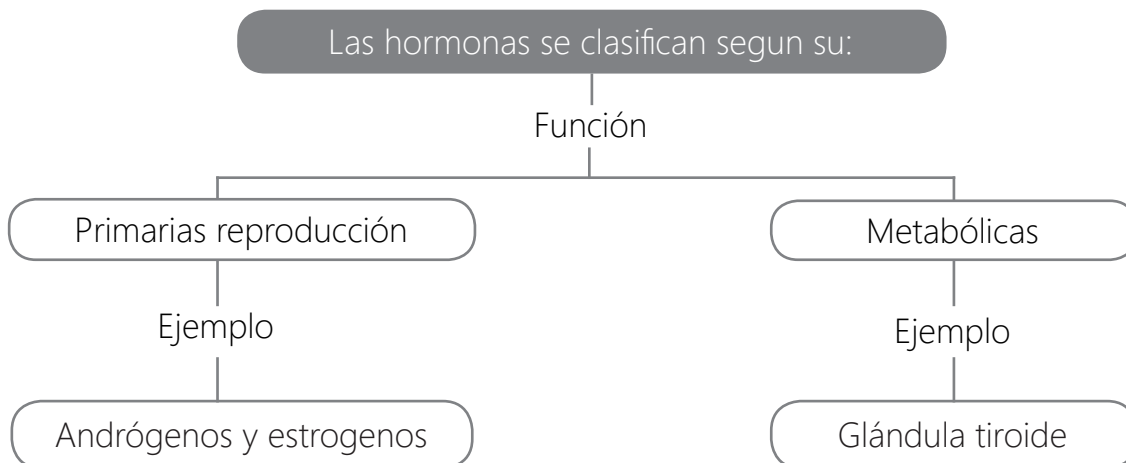 Las hormonas se clasifican segun su:
Función
Primarias reproducción
Metabólicas
Ejemplo
Ejemplo
Andrógenos y estrogenos
Glándula tiroide